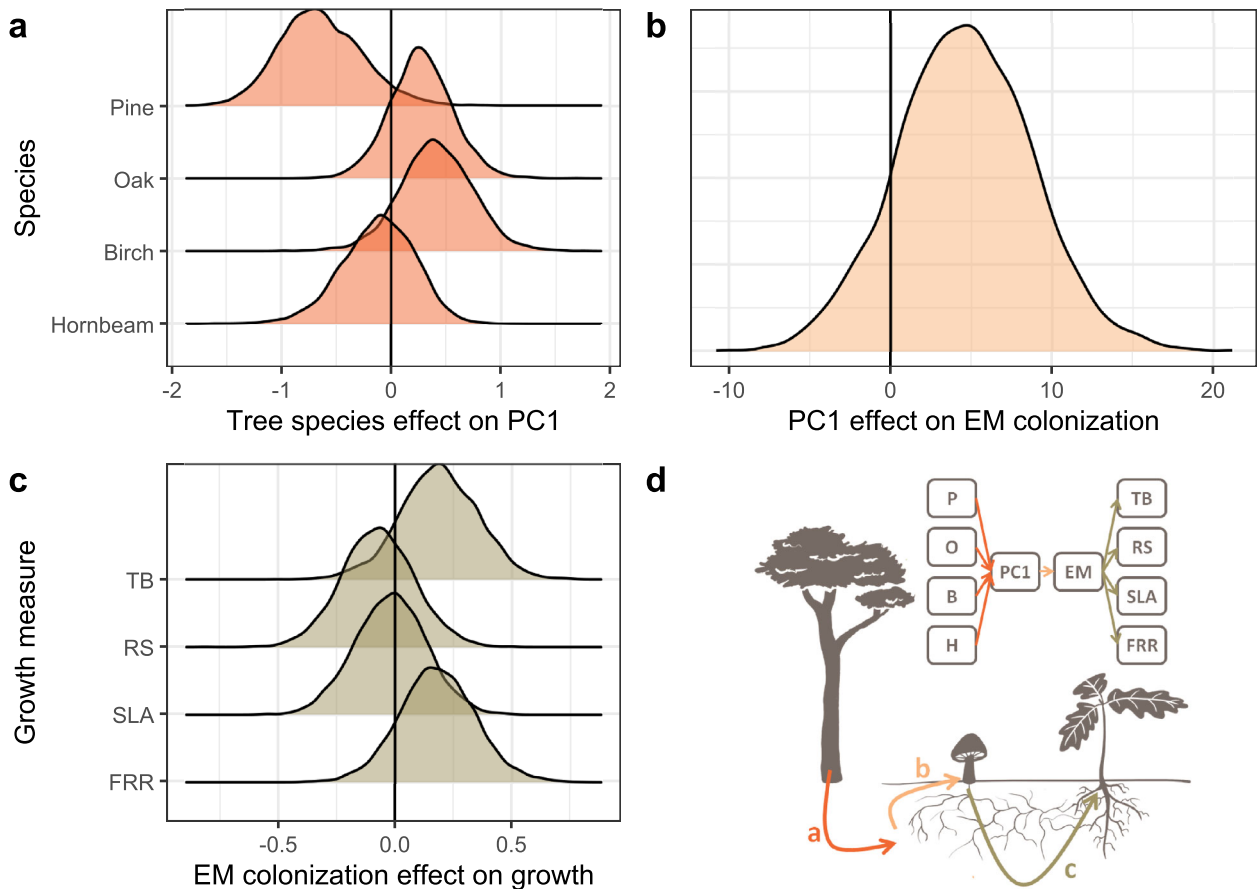 a
Species
Pine
Oak
Birch
Hornbeam
-2 -1 0 1 2
Tree species effect on PC1
b
-10 0 10 20
PC1 effect on EM colonization
c
Growth measure
TB
RS
SLA
FRR
-0.5 0.0 0.5
EM colonization effect on growth
d
P TB
O RS
PC1 EM
B SLA
H FRR
b
a
c